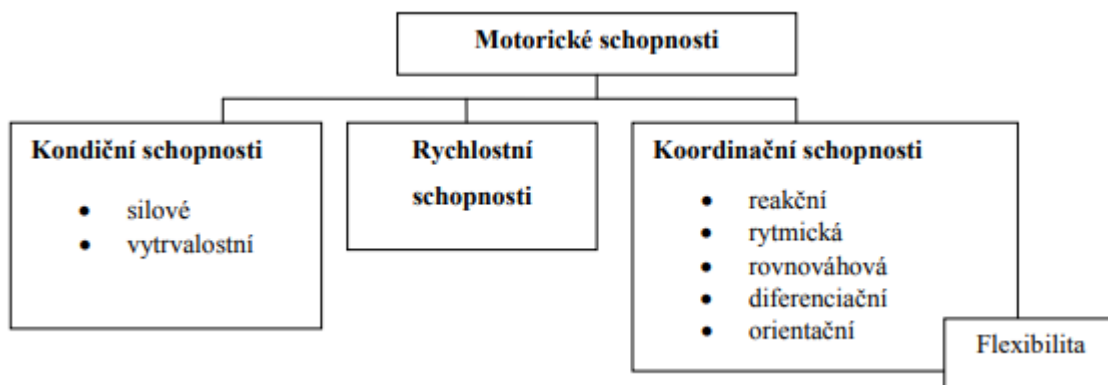 Motorické schopnosti
Kondiční schopnosti
• silové
• vytrvalostní
Rychlostní
schopnosti
Koordinační schopnosti
• reakční
• rytmická
• rovnováhová
• diferenciační
• orientační
Flexibilita